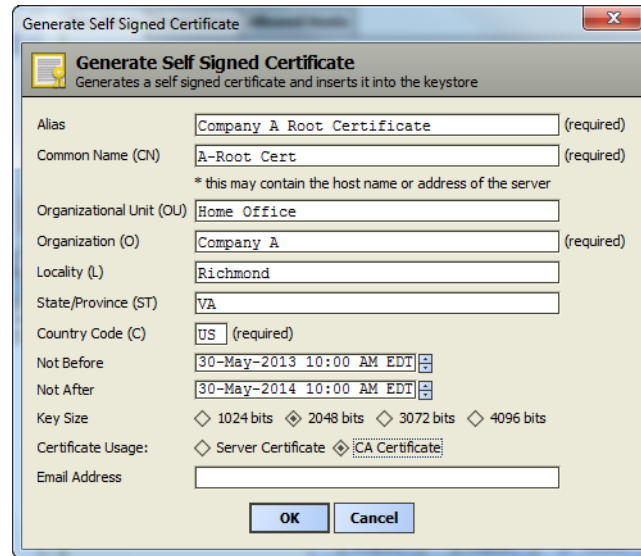 Generate Self Signed Certificate
Generate Self Signed Certificate
Generates a self signed certificate and inserts it into the keystore
Alias Company A Root Certificate (required)
Common Name (CN) A-Root Cert (required)
* this may contain the host name or address of the server
Organizational Unit (OU) Home Office
Organization (O) Company A (required)
Locality (L) Richmond
State/Province (ST) VA
Country Code (C) US (required)
Not Before 30-May-2013 10:00 AM EDT
Not After 30-May-2014 10:00 AM EDT
Key Size 1024 bits 2048 bits 3072 bits 4096 bits
Certificate Usage: Server Certificate CA Certificate
Email Address
OK Cancel